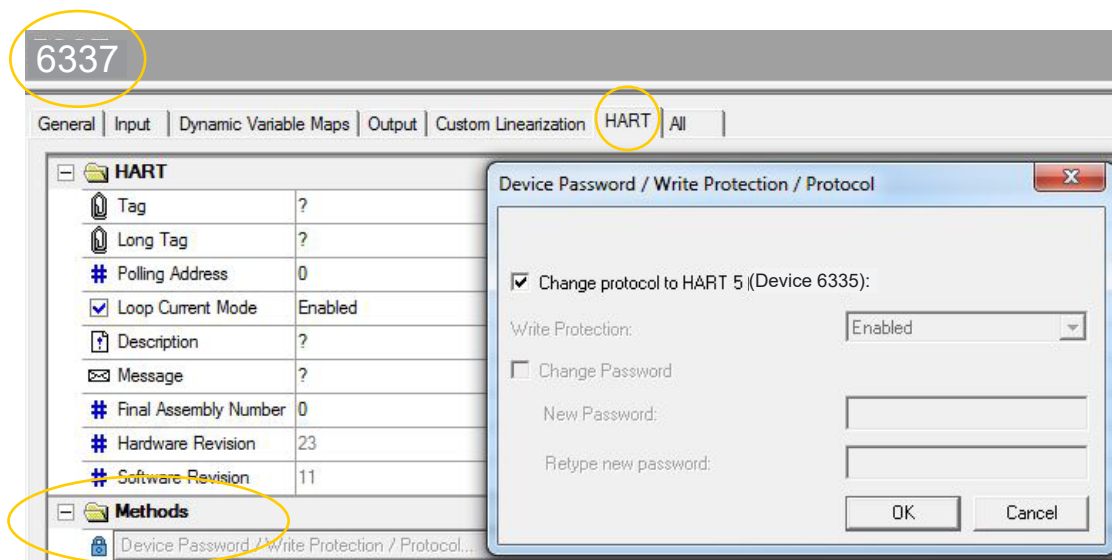 6337
General Input Dynamic Variable Maps Output Custom Linearization HART All
HART
Tag ?
Long Tag ?
Polling Address 0
Loop Current Mode Enabled
Description ?
Message ?
Final Assembly Number 0
Hardware Revision 23
Software Revision 11
Methods
Device Password / Write Protection / Protocol...
Device Password / Write Protection / Protocol
Change protocol to HART 5 (Device 6335):
Write Protection: Enabled
Change Password
New Password:
Retype new password:
OK Cancel